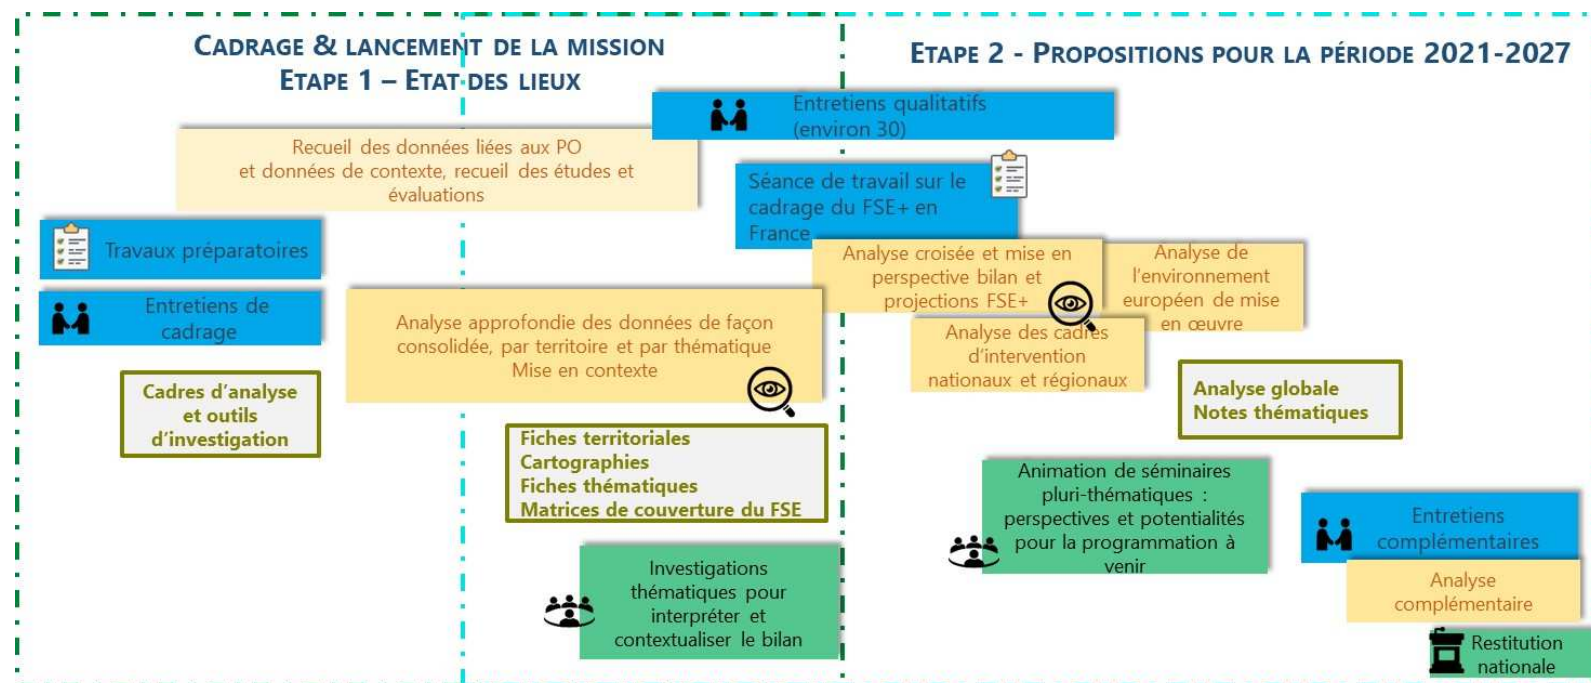 CADRAGE & LANCEMENT DE LA MISSION
ETAPE 1 – ETAT DES LIEUX
Recueil des données liées aux PO
et données de contexte, recueil des études et
évaluations
Travaux préparatoires
Entretiens de
cadrage
Analyse approfondie des données de façon
consolidée, par territoire et par thématique
Mise en contexte
Cadres d'analyse
et outils
d'investigation
Fiches territoriales
Cartographies
Fiches thématiques
Matrices de couverture du FSE
Investigations
thématiques pour
interpréter et
contextualiser le bilan
ETAPE 2 - PROPOSITIONS POUR LA PÉRIODE 2021-2027
Entretiens qualitatifs
(environ 30)
Séance de travail sur le
cadrage du FSE+ en
France
Analyse croisée et mise en
perspective bilan et
projections FSE+
Analyse de
l'environnement
européen de mise
en œuvre
Analyse des cadres
d'intervention
nationaux et régionaux
Analyse globale
Notes thématiques
Animation de séminaires
pluri-thématiques :
perspectives et potentialités
pour la programmation à
venir
Entretiens
complémentaires
Analyse
complémentaire
Restitution
nationale